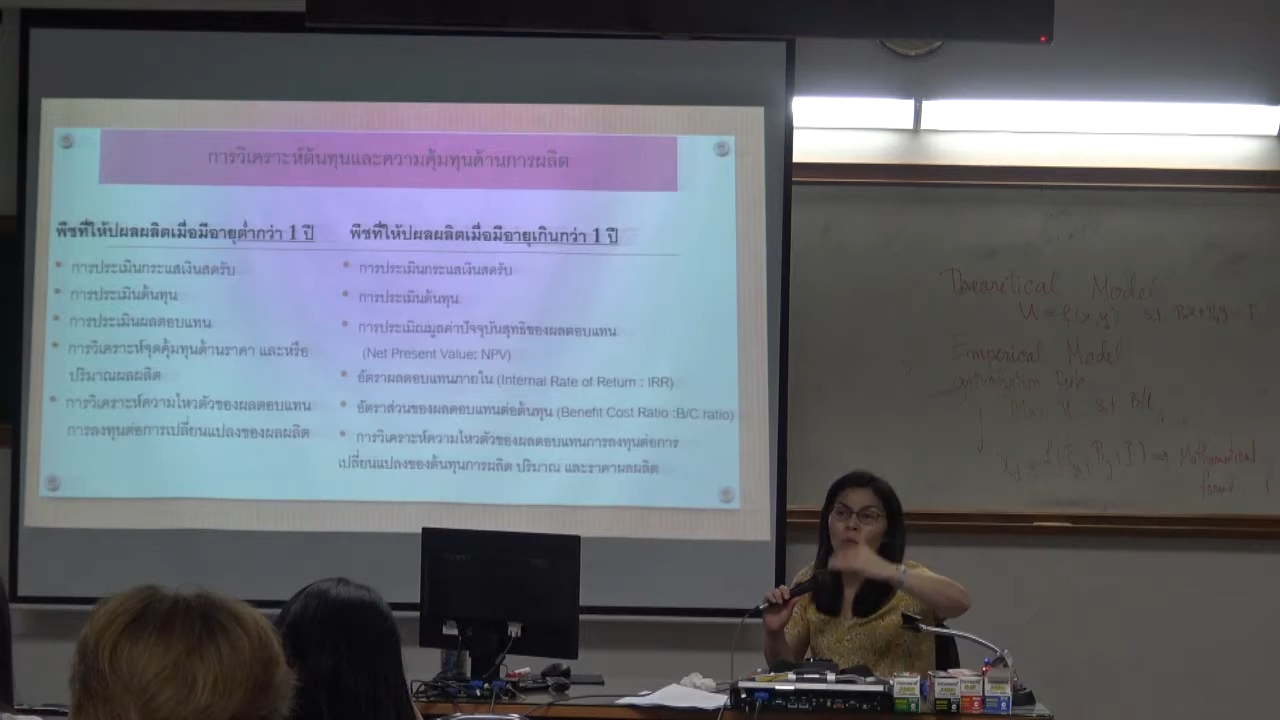 การวิเคราะห์ต้นทุนและความคุ้มทุนด้านการผลิต
พืชที่ให้ปผลผลิตเมื่อมีอายุต่ำกว่า 1 ปี
การประเมินกระแสเงินสดรับ
การประเมินต้นทุน
การประเมินผลตอบแทน
การวิเคราะห์จุดคุ้มทุนด้านราคา และหรือ
ปริมาณผลผลิต
การวิเคราะห์ความไหวตัวของผลตอบแทน
การลงทุนต่อการเปลี่ยนแปลงของผลผลิต
พืชที่ให้ปผลผลิตเมื่อมีอายุเกินกว่า 1 ปี
การประเมินกระแสเงินสดรับ
การประเมินต้นทุน
การประเมิณมูลค่าปัจจุบันสุทธิของผลตอบแทน
(Net Present Value: NPV)
อัตราผลตอบแทนภายใน (Internal Rate of Return : IRR)
อัตราส่วนของผลตอบแทนต่อต้นทุน (Benefit Cost Ratio :B/C ratio)
การวิเคราะห์ความไหวตัวของผลตอบแทนการลงทุนต่อการ
เปลี่ยนแปลงของต้นทุนการผลิต ปริมาณ และราคาผลผลิต
Theoretical Model
U = f(x,y)
Emperical Model
Mathematical